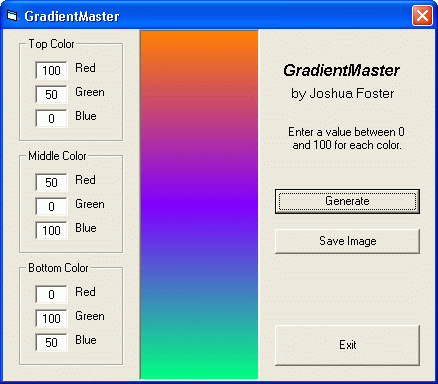 GradientMaster
Top Color
100 Red
50 Green
0 Blue
Middle Color
50 Red
0 Green
100 Blue
Bottom Color
0 Red
100 Green
50 Blue
GradientMaster
by Joshua Foster
Enter a value between 0
and 100 for each color.
Generate
Save Image
Exit